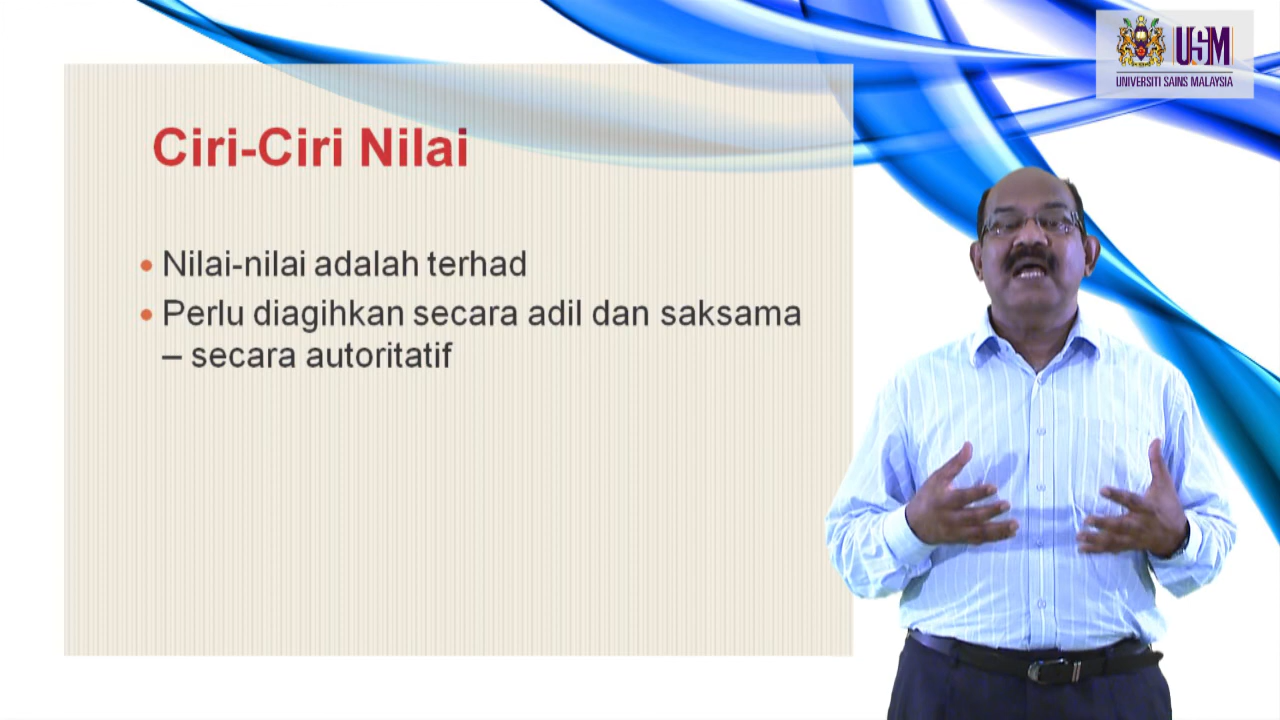 USM
UNIVERSITI SAINS MALAYSIA
Ciri-Ciri Nilai
• Nilai-nilai adalah terhad
• Perlu diagihkan secara adil dan saksama
– secara autoritatif